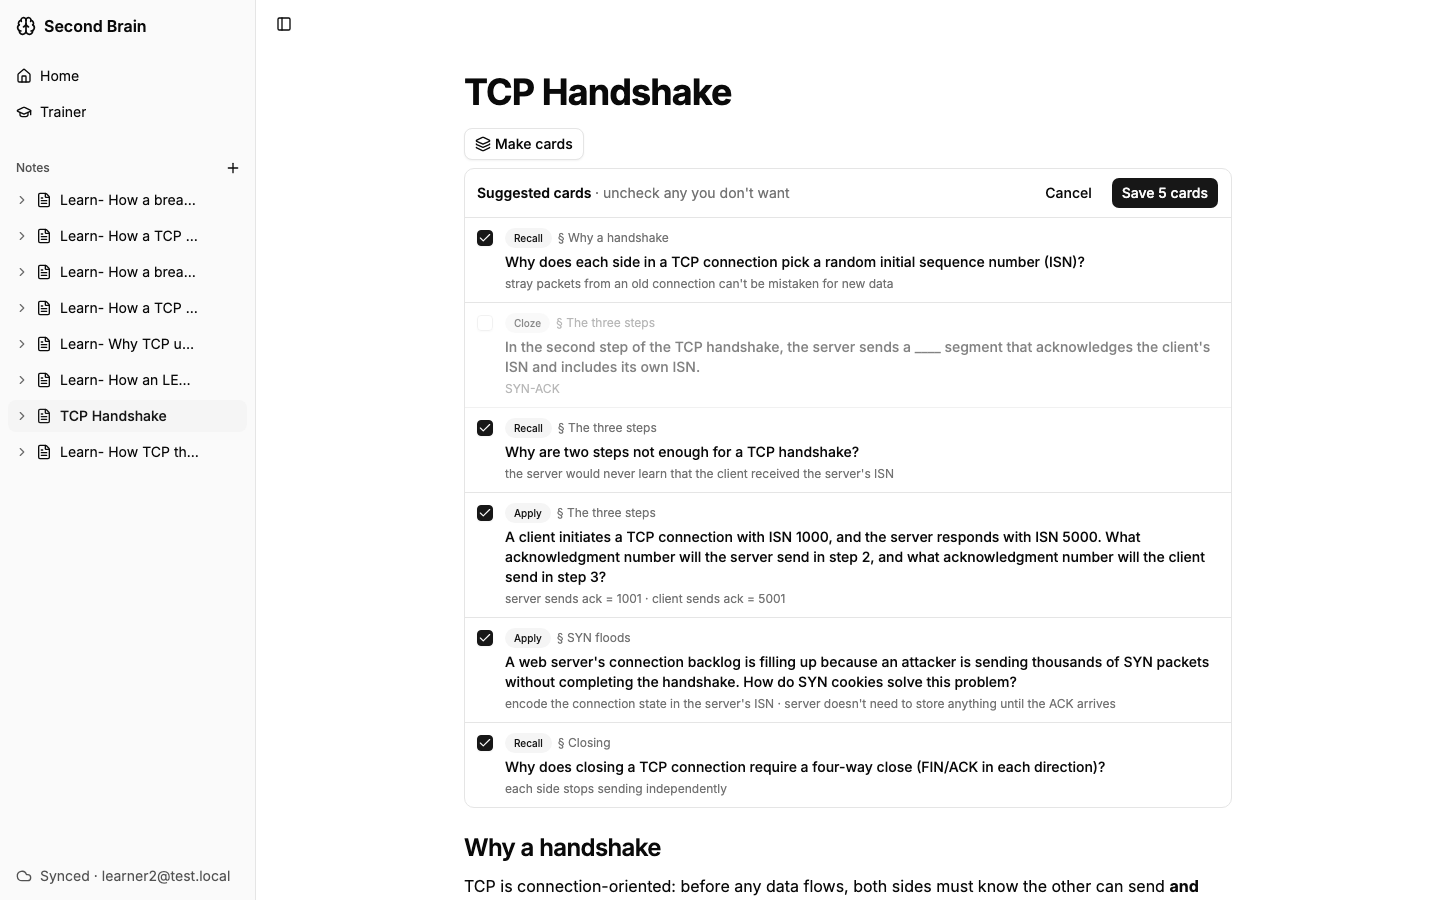 Second Brain
Home
Trainer
Notes
Learn- How a brea...
Learn- How a TCP ...
Learn- How a brea...
Learn- How a TCP ...
Learn- Why TCP u...
Learn- How an LE...
TCP Handshake
Learn- How TCP th...
Synced · learner2@test.local
TCP Handshake
Make cards
Suggested cards · uncheck any you don't want
Cancel
Save 5 cards
Recall § Why a handshake
Why does each side in a TCP connection pick a random initial sequence number (ISN)?
stray packets from an old connection can't be mistaken for new data
Cloze § The three steps
In the second step of the TCP handshake, the server sends a ____ segment that acknowledges the client's
ISN and includes its own ISN.
SYN-ACK
Recall § The three steps
Why are two steps not enough for a TCP handshake?
the server would never learn that the client received the server's ISN
Apply § The three steps
A client initiates a TCP connection with ISN 1000, and the server responds with ISN 5000. What
acknowledgment number will the server send in step 2, and what acknowledgment number will the client
send in step 3?
server sends ack = 1001 · client sends ack = 5001
Apply § SYN floods
A web server's connection backlog is filling up because an attacker is sending thousands of SYN packets
without completing the handshake. How do SYN cookies solve this problem?
encode the connection state in the server's ISN · server doesn't need to store anything until the ACK arrives
Recall § Closing
Why does closing a TCP connection require a four-way close (FIN/ACK in each direction)?
each side stops sending independently
Why a handshake
TCP is connection-oriented: before any data flows, both sides must know the other can send and